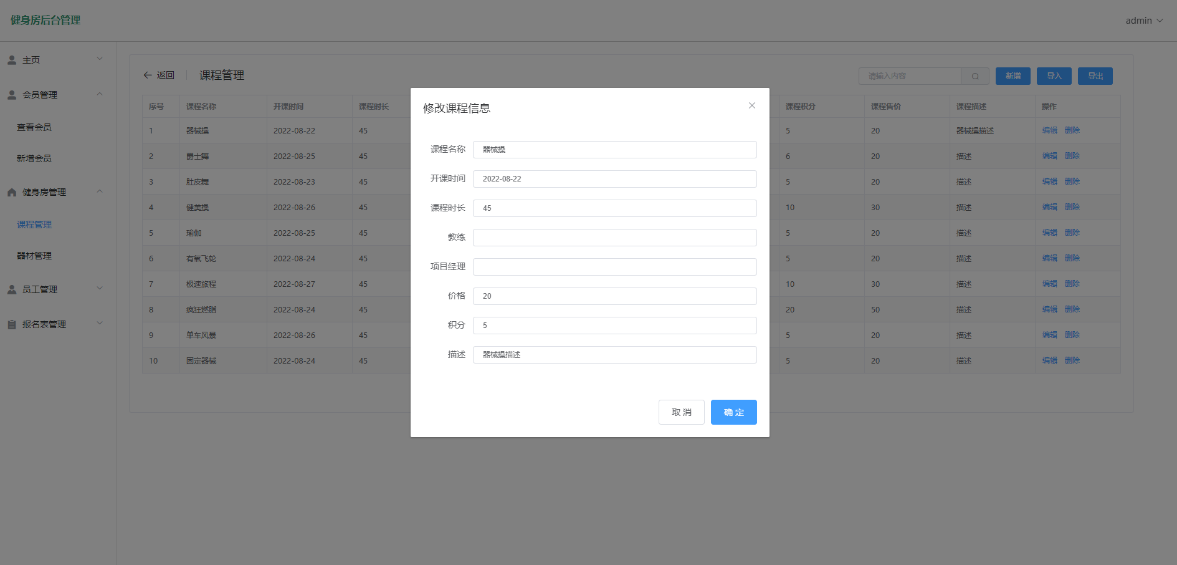 健身房后台管理
admin
主页
会员管理
查看会员
新增会员
健身房管理
课程管理
器材管理
员工管理
报名表管理
返回 课程管理
请输入内容 新增 导入 导出
序号 课程名称 开课时间 课程时长 课程积分 课程售价 课程描述 操作
1 器械操 2022-08-22 45 5 20 器械操描述 编辑 删除
2 爵士舞 2022-08-25 45 6 20 描述 编辑 删除
3 肚皮舞 2022-08-23 45 5 20 描述 编辑 删除
4 健美操 2022-08-26 45 10 30 描述 编辑 删除
5 瑜伽 2022-08-25 45 5 20 描述 编辑 删除
6 有氧飞轮 2022-08-24 45 5 20 描述 编辑 删除
7 极速旅程 2022-08-27 45 10 30 描述 编辑 删除
8 疯狂燃脂 2022-08-24 45 20 50 描述 编辑 删除
9 单车风暴 2022-08-26 45 5 20 描述 编辑 删除
10 固定器械 2022-08-24 45 5 20 描述 编辑 删除
修改课程信息
课程名称 器械操
开课时间 2022-08-22
课程时长 45
教练
项目经理
价格 20
积分 5
描述 器械操描述
取 消 确 定